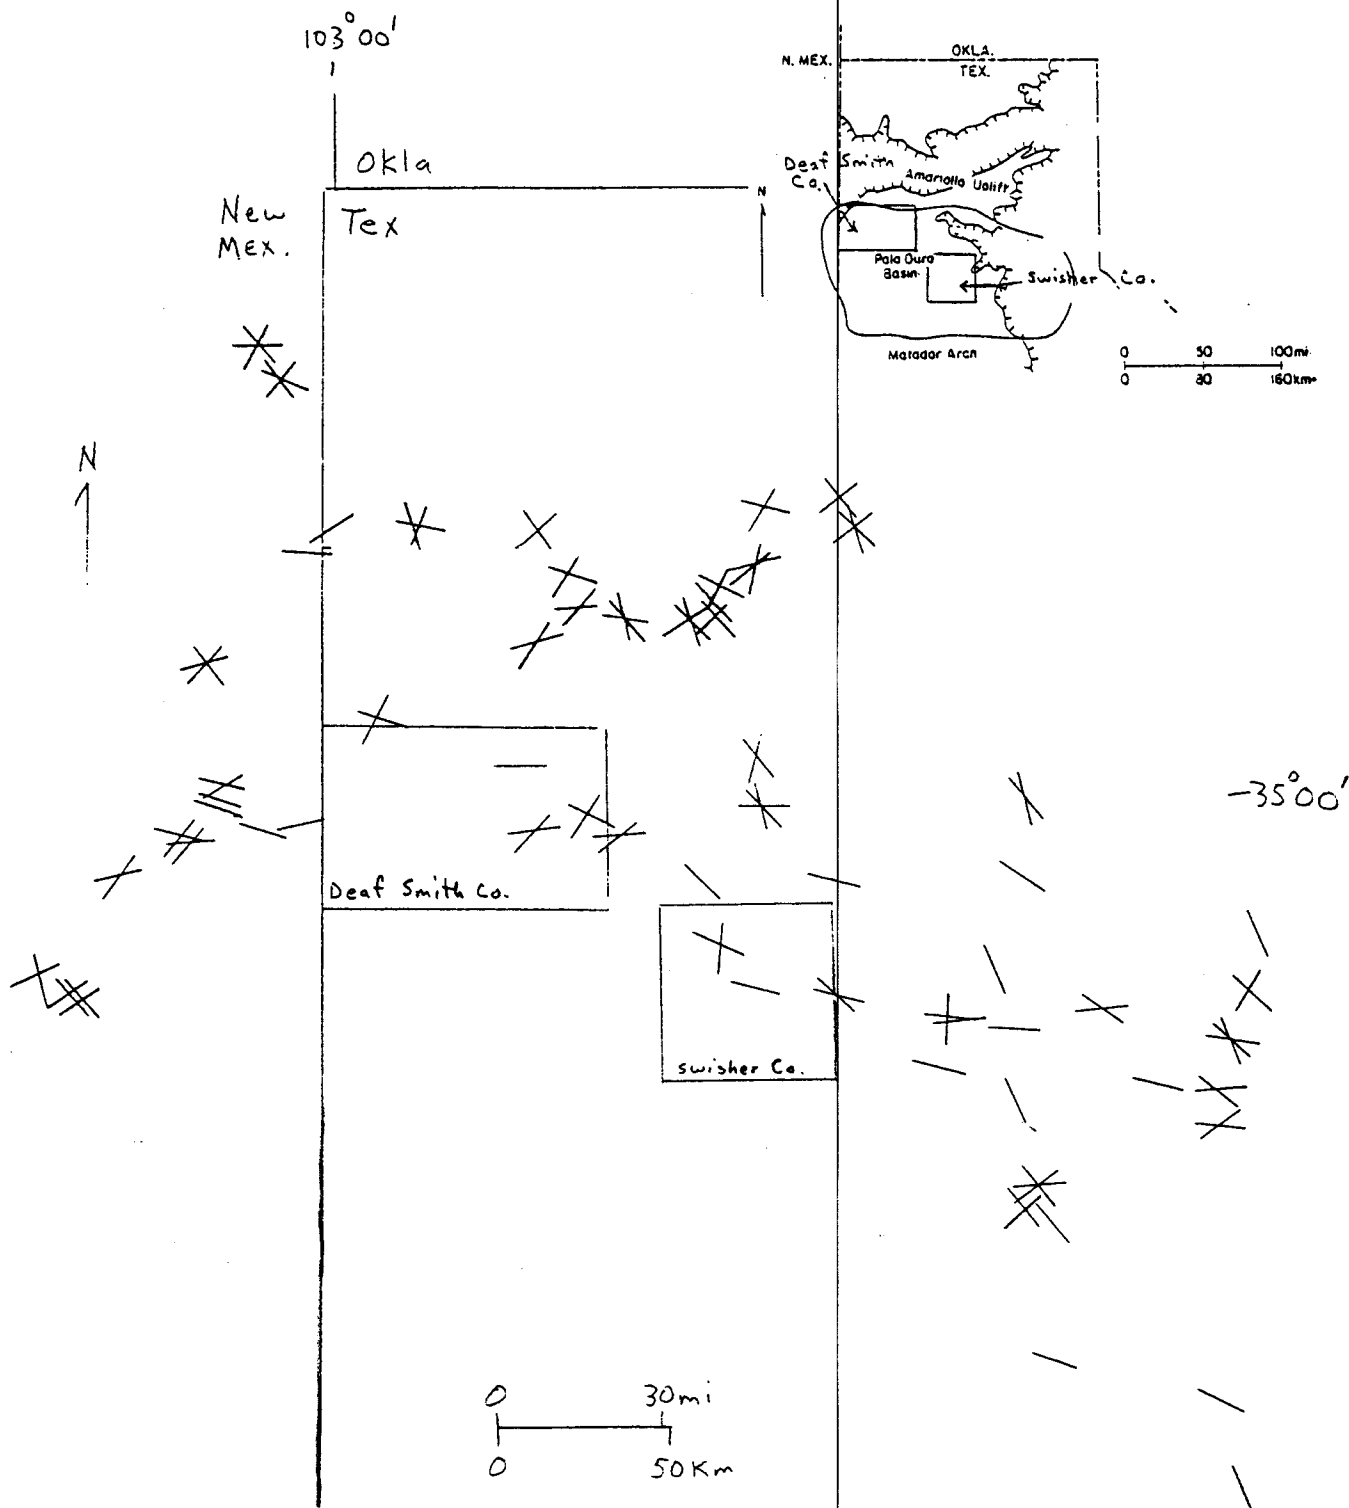 103°00'
Okla
New
Mex.
Tex
N
N
N. MEX.
OKLA.
TEX.
Deaf Smith
Co.
Amarillo Uplift
Palo Duro
Basin
Swisher Co.
Matador Arch
0 50 100mi.
0 80 160km
-35°00'
Deaf Smith Co.
Swisher Co.
0 30mi
0 50Km